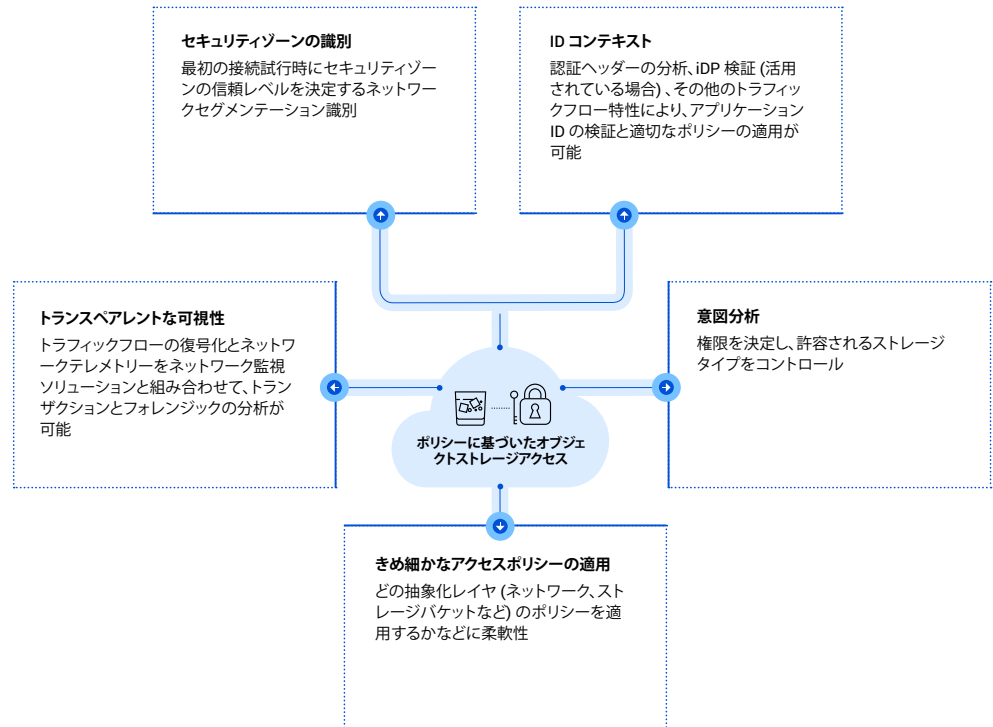 セキュリティゾーンの識別
最初の接続試行時にセキュリティゾー
ンの信頼レベルを決定するネットワー
クセグメンテーション識別
ID コンテキスト
認証ヘッダーの分析、iDP 検証 (活用
されている場合) 、その他のトラフィッ
クフロー特性により、アプリケーション
ID の検証と適切なポリシーの適用が
可能
トランスペアレントな可視性
トラフィックフローの復号化とネットワ
ークテレメトリーをネットワーク監視
ソリューションと組み合わせて、トラン
ザクションとフォレンジックの分析が
可能
意図分析
権限を決定し、許容されるストレージ
タイプをコントロール
ポリシーに基づいたオブジェ
クトストレージアクセス
きめ細かなアクセスポリシーの適用
どの抽象化レイヤ (ネットワーク、スト
レージバケットなど) のポリシーを適
用するかなどに柔軟性